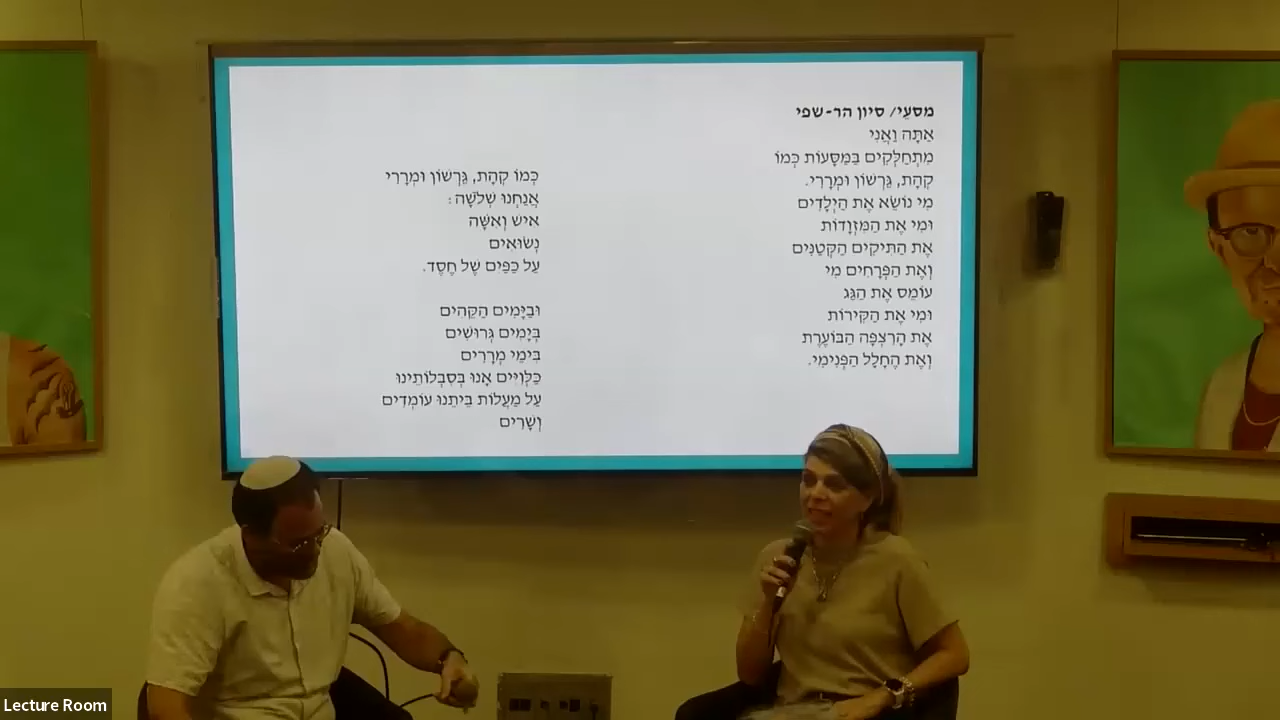 מסעֵי/ סיון הר-שפי
אַתָּה וַאֲנִי
מִתְחַלְּקִים בַּמַּסָּעוֹת כְּמוֹ
קְהָת, גֵּרְשׁוֹן וּמְרָרִי.
מִי נוֹשֵׂא אֶת הַיְלָדִים
וּמִי אֶת הַמִּזְוָדוֹת
אֶת הַתִּיקִים הַקְּטַנִּים
וְאֶת הַפְּרָחִים מִי
עוֹמֵס אֶת הַגַּג
וּמִי אֶת הַקִּירוֹת
אֶת הָרִצְפָּה הַבּוֹעֶרֶת
וְאֶת הֶחָלָל הַפְּנִימִי.
כְּמוֹ קְהָת, גֵּרְשׁוֹן וּמְרָרִי
אֲנַחְנוּ שְׁלֹשָׁה:
אִישׁ וְאִשָּׁה
נְשׂוּאִים
עַל כַּפַּיִם שֶׁל חֶסֶד.
וּבַיָּמִים הַקֵּהִים
בְּיָמִים גְּרוּשִׁים
בִּימֵי מְרָרִים
כַּלְּוִיִּים אָנוּ בְּסִבְלוֹתֵינוּ
עַל מַעֲלוֹת בֵּיתֵנוּ עוֹמְדִים
וְשָׁרִים
Lecture Room